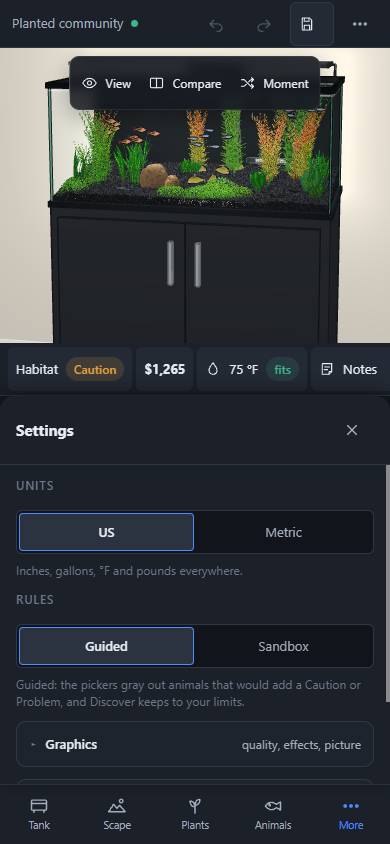 Planted community
View
Compare
Moment
Habitat Caution
$1,265
75 °F fits
Notes
Settings
UNITS
US
Metric
Inches, gallons, °F and pounds everywhere.
RULES
Guided
Sandbox
Guided: the pickers gray out animals that would add a Caution or
Problem, and Discover keeps to your limits.
Graphics
quality, effects, picture
Tank
Scape
Plants
Animals
More